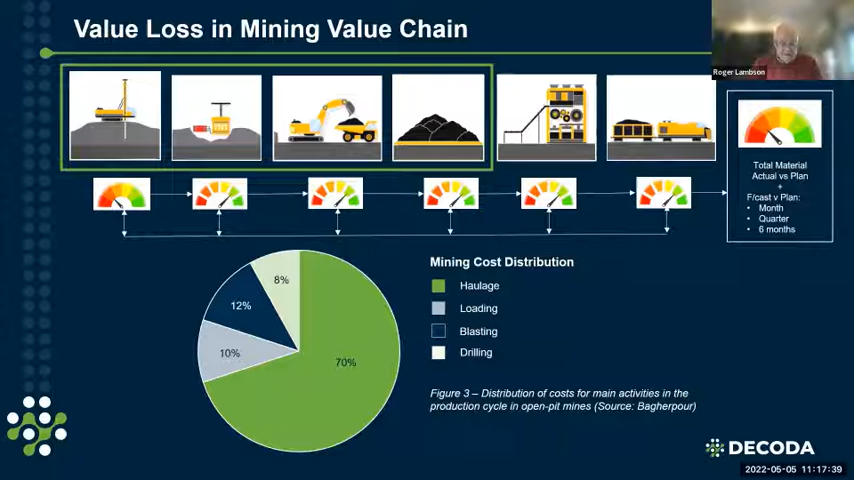 Value Loss in Mining Value Chain
Roger Lambson
TNT
Total Material
Actual vs Plan
+
F/cast v Plan:
• Month
• Quarter
• 6 months
Mining Cost Distribution
Haulage
Loading
Blasting
Drilling
8%
12%
10%
70%
Figure 3 – Distribution of costs for main activities in the
production cycle in open-pit mines (Source: Bagherpour)
DECODA
2022-05-05 11:17:39